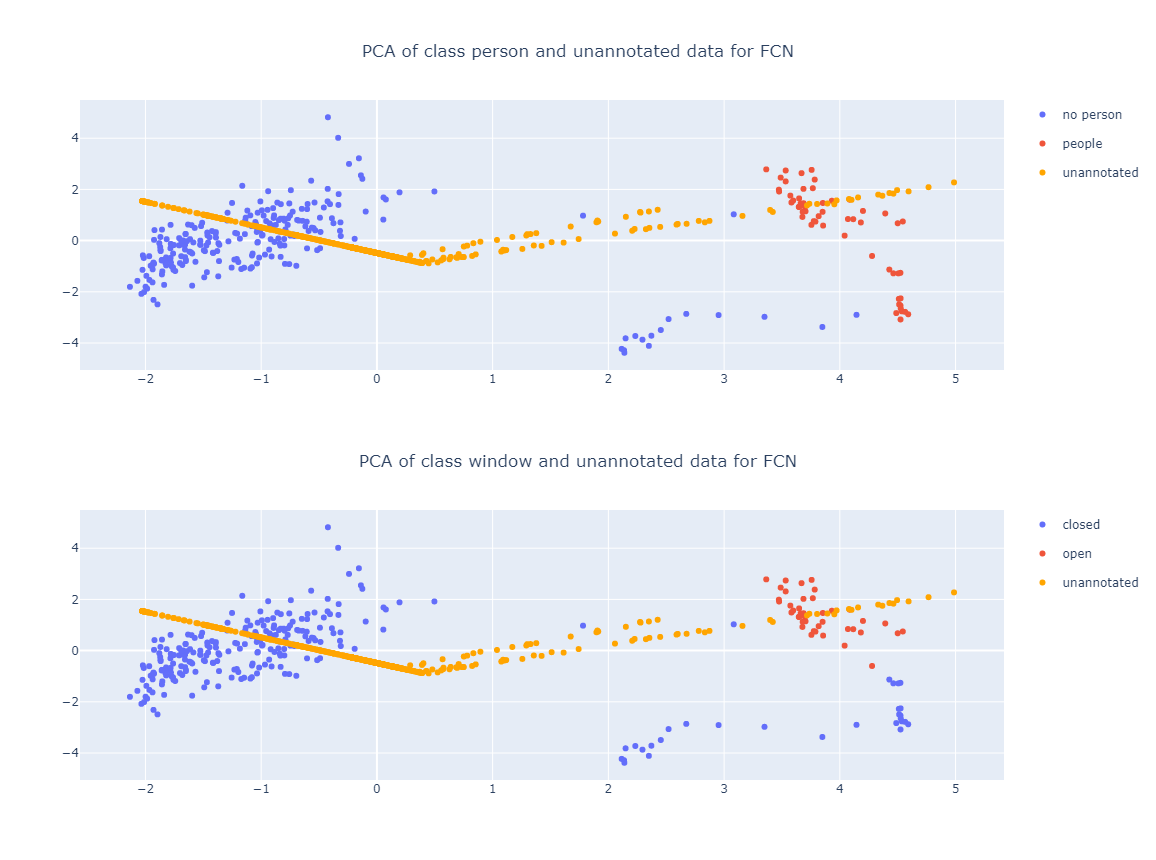 PCA of class person and unannotated data for FCN
4
2
0
−2
−4
−2 −1 0 1 2 3 4 5
no person
people
unannotated
PCA of class window and unannotated data for FCN
4
2
0
−2
−4
−2 −1 0 1 2 3 4 5
closed
open
unannotated